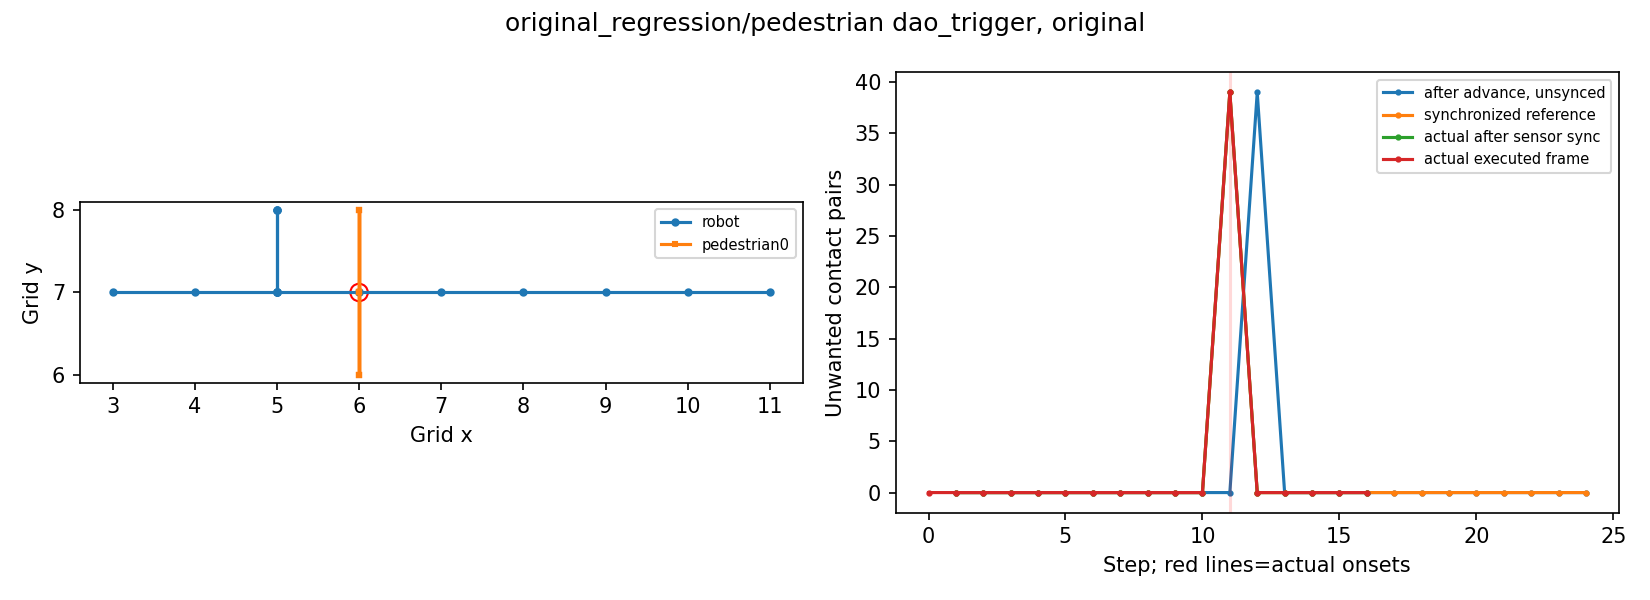 original_regression/pedestrian dao_trigger, original
8
7
6
Grid y
3 4 5 6 7 8 9 10 11
Grid x
robot
pedestrian0
40
35
30
25
20
15
10
5
0
Unwanted contact pairs
0 5 10 15 20 25
Step; red lines=actual onsets
after advance, unsynced
synchronized reference
actual after sensor sync
actual executed frame